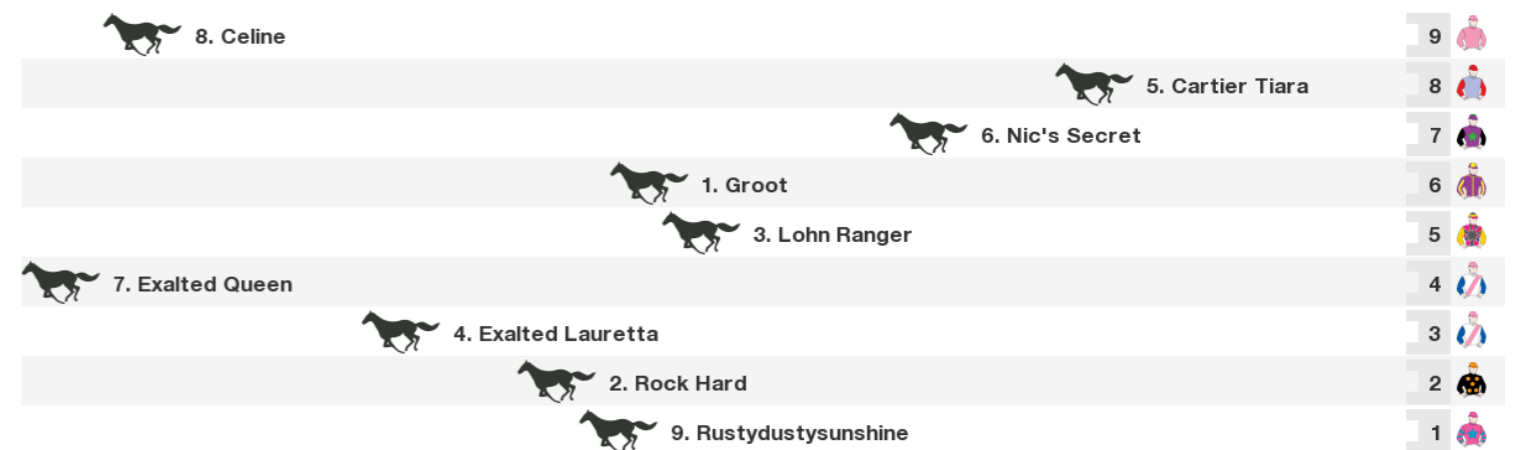 8. Celine 9
5. Cartier Tiara 8
6. Nic's Secret 7
1. Groot 6
3. Lohn Ranger 5
7. Exalted Queen 4
4. Exalted Lauretta 3
2. Rock Hard 2
9. Rustydustysunshine 1